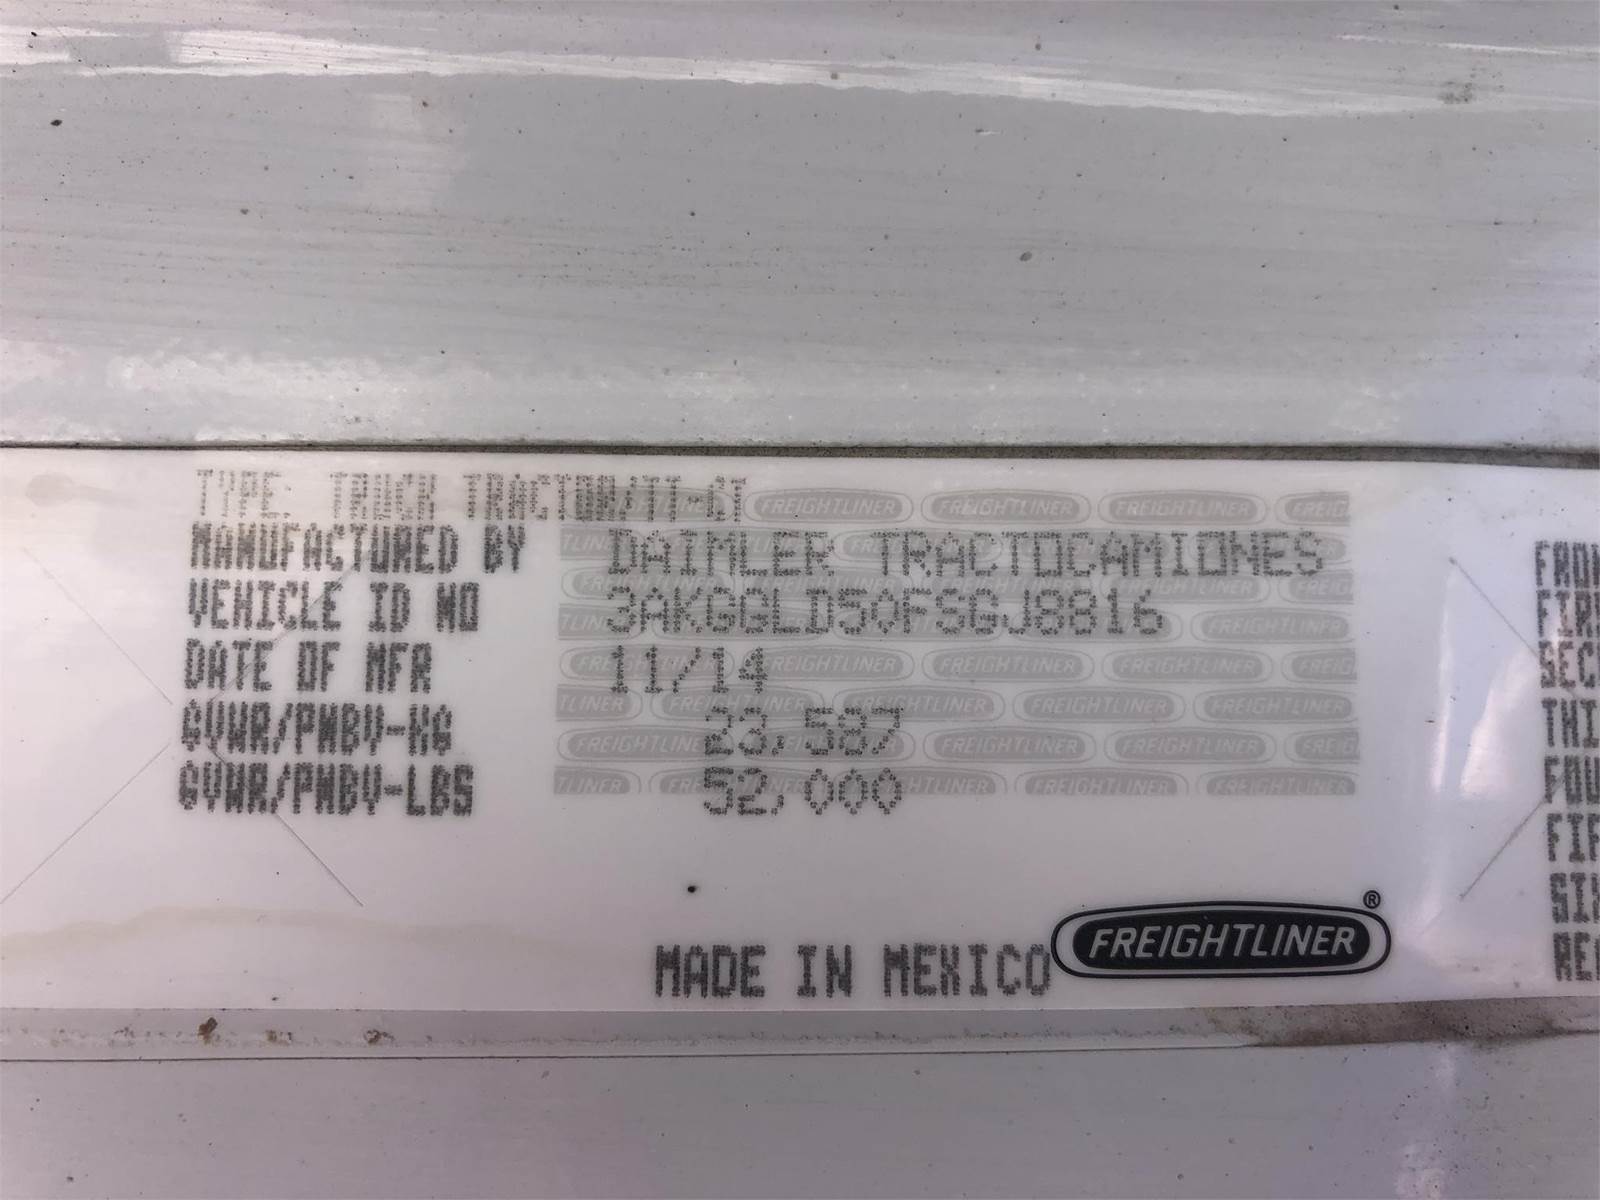 TYPE: TRUCK TRACTOR
MANUFACTURED BY DAIMLER TRACTOCAMIONES
VEHICLE ID NO 3AKGGLD50FSGJ8816
DATE OF MFR 11/14
GVWR/PNBV-KG 23,587
GVWR/PNBV-LBS 52,000
MADE IN MEXICO FREIGHTLINER®